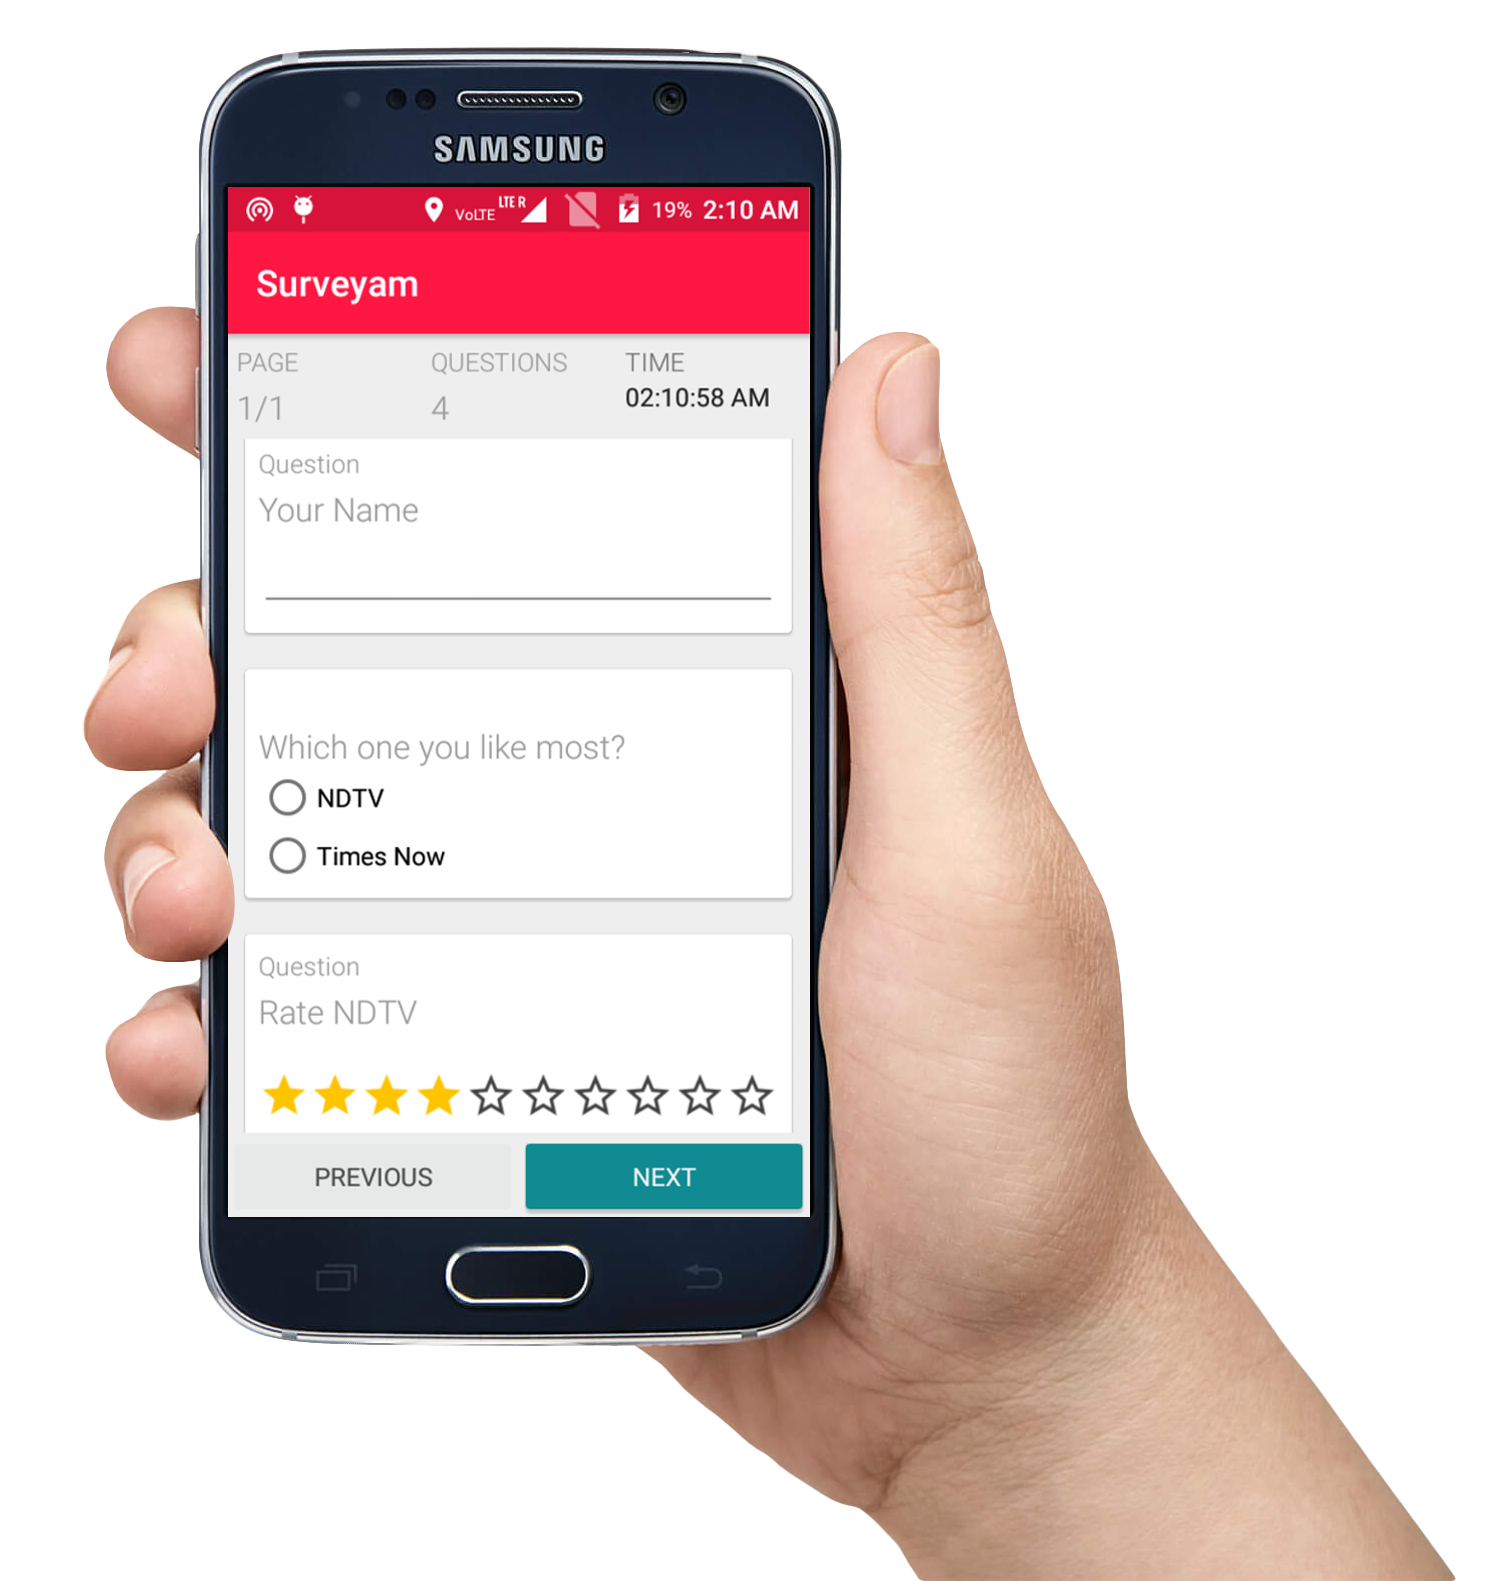 SAMSUNG
VoLTE LTE R 19% 2:10 AM
Surveyam
PAGE QUESTIONS TIME
1/1 4 02:10:58 AM
Question
Your Name
Which one you like most?
NDTV
Times Now
Question
Rate NDTV
PREVIOUS NEXT